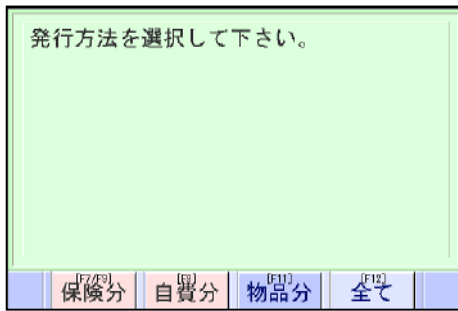 発行方法を選択して下さい。
[F7/F9] [F8] [F11] [F12]
保険分 自費分 物品分 全て